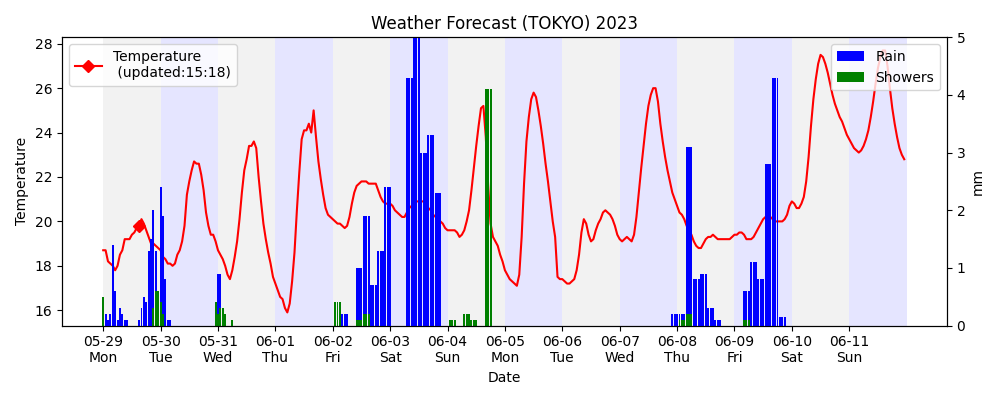 Weather Forecast (TOKYO) 2023
Temperature
(updated:15:18)
Rain
Showers
28
26
24
22
20
18
16
Temperature
5
4
3
2
1
0
mm
05-29 05-30 05-31 06-01 06-02 06-03 06-04 06-05 06-06 06-07 06-08 06-09 06-10 06-11
Mon Tue Wed Thu Fri Sat Sun Mon Tue Wed Thu Fri Sat Sun
Date